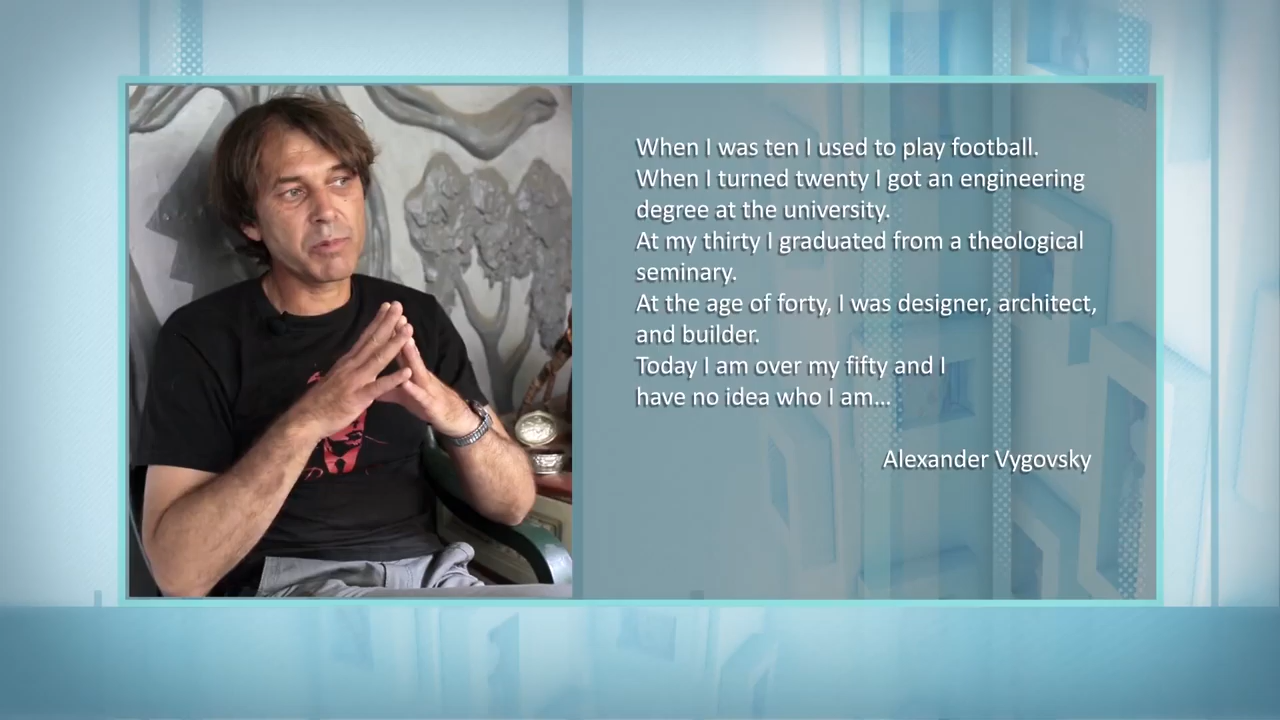 When I was ten I used to play football.
When I turned twenty I got an engineering
degree at the university.
At my thirty I graduated from a theological
seminary.
At the age of forty, I was designer, architect,
and builder.
Today I am over my fifty and I
have no idea who I am...
Alexander Vygovsky